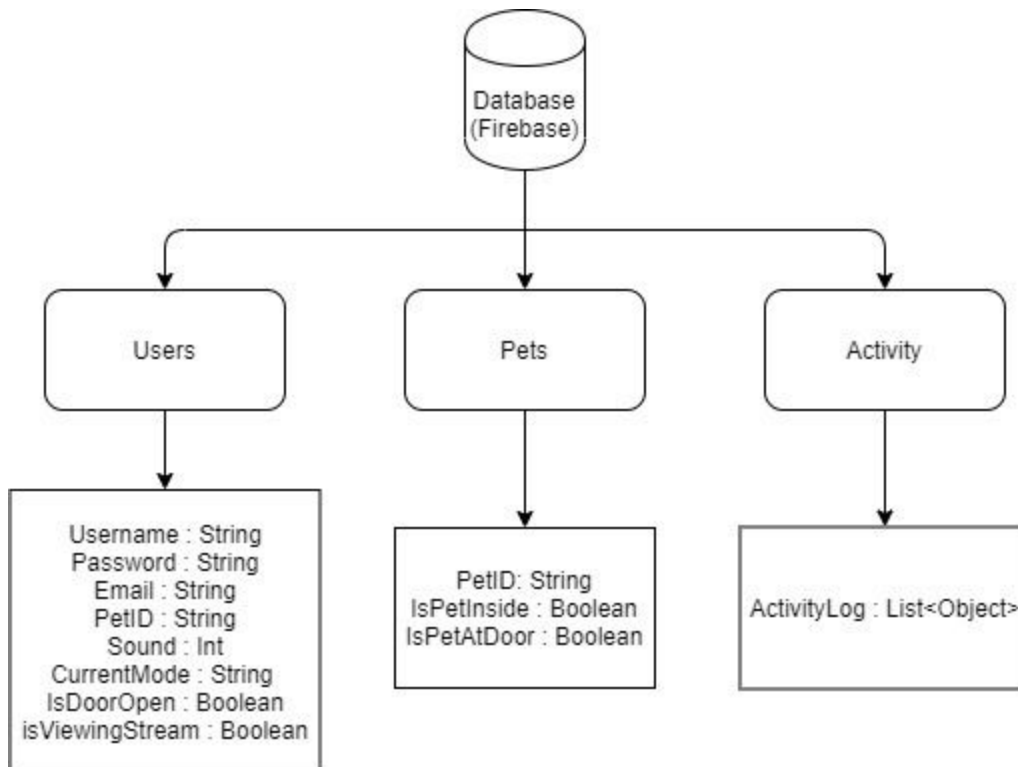 Database
(Firebase)
Users
Pets
Activity
Username : String
Password : String
Email : String
PetID : String
Sound : Int
CurrentMode : String
IsDoorOpen : Boolean
isViewingStream : Boolean
PetID: String
IsPetInside : Boolean
IsPetAtDoor : Boolean
ActivityLog : List<Object>